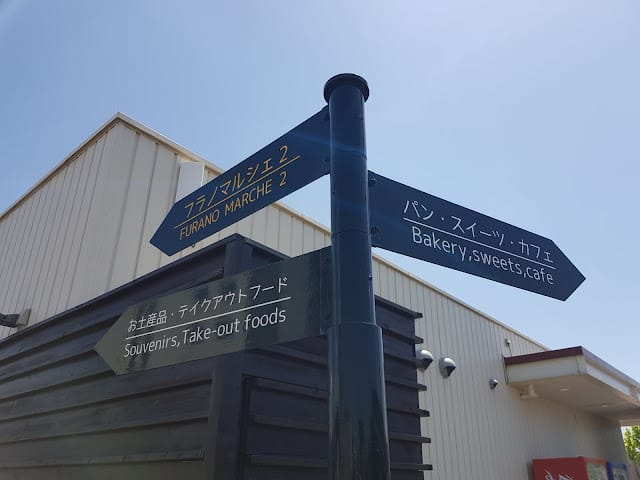 フラノマルシェ2
FURANO MARCHE 2
パン・スイーツ・カフェ
Bakery,sweets,cafe
お土産品・テイクアウトフード
Souvenirs,Take-out foods